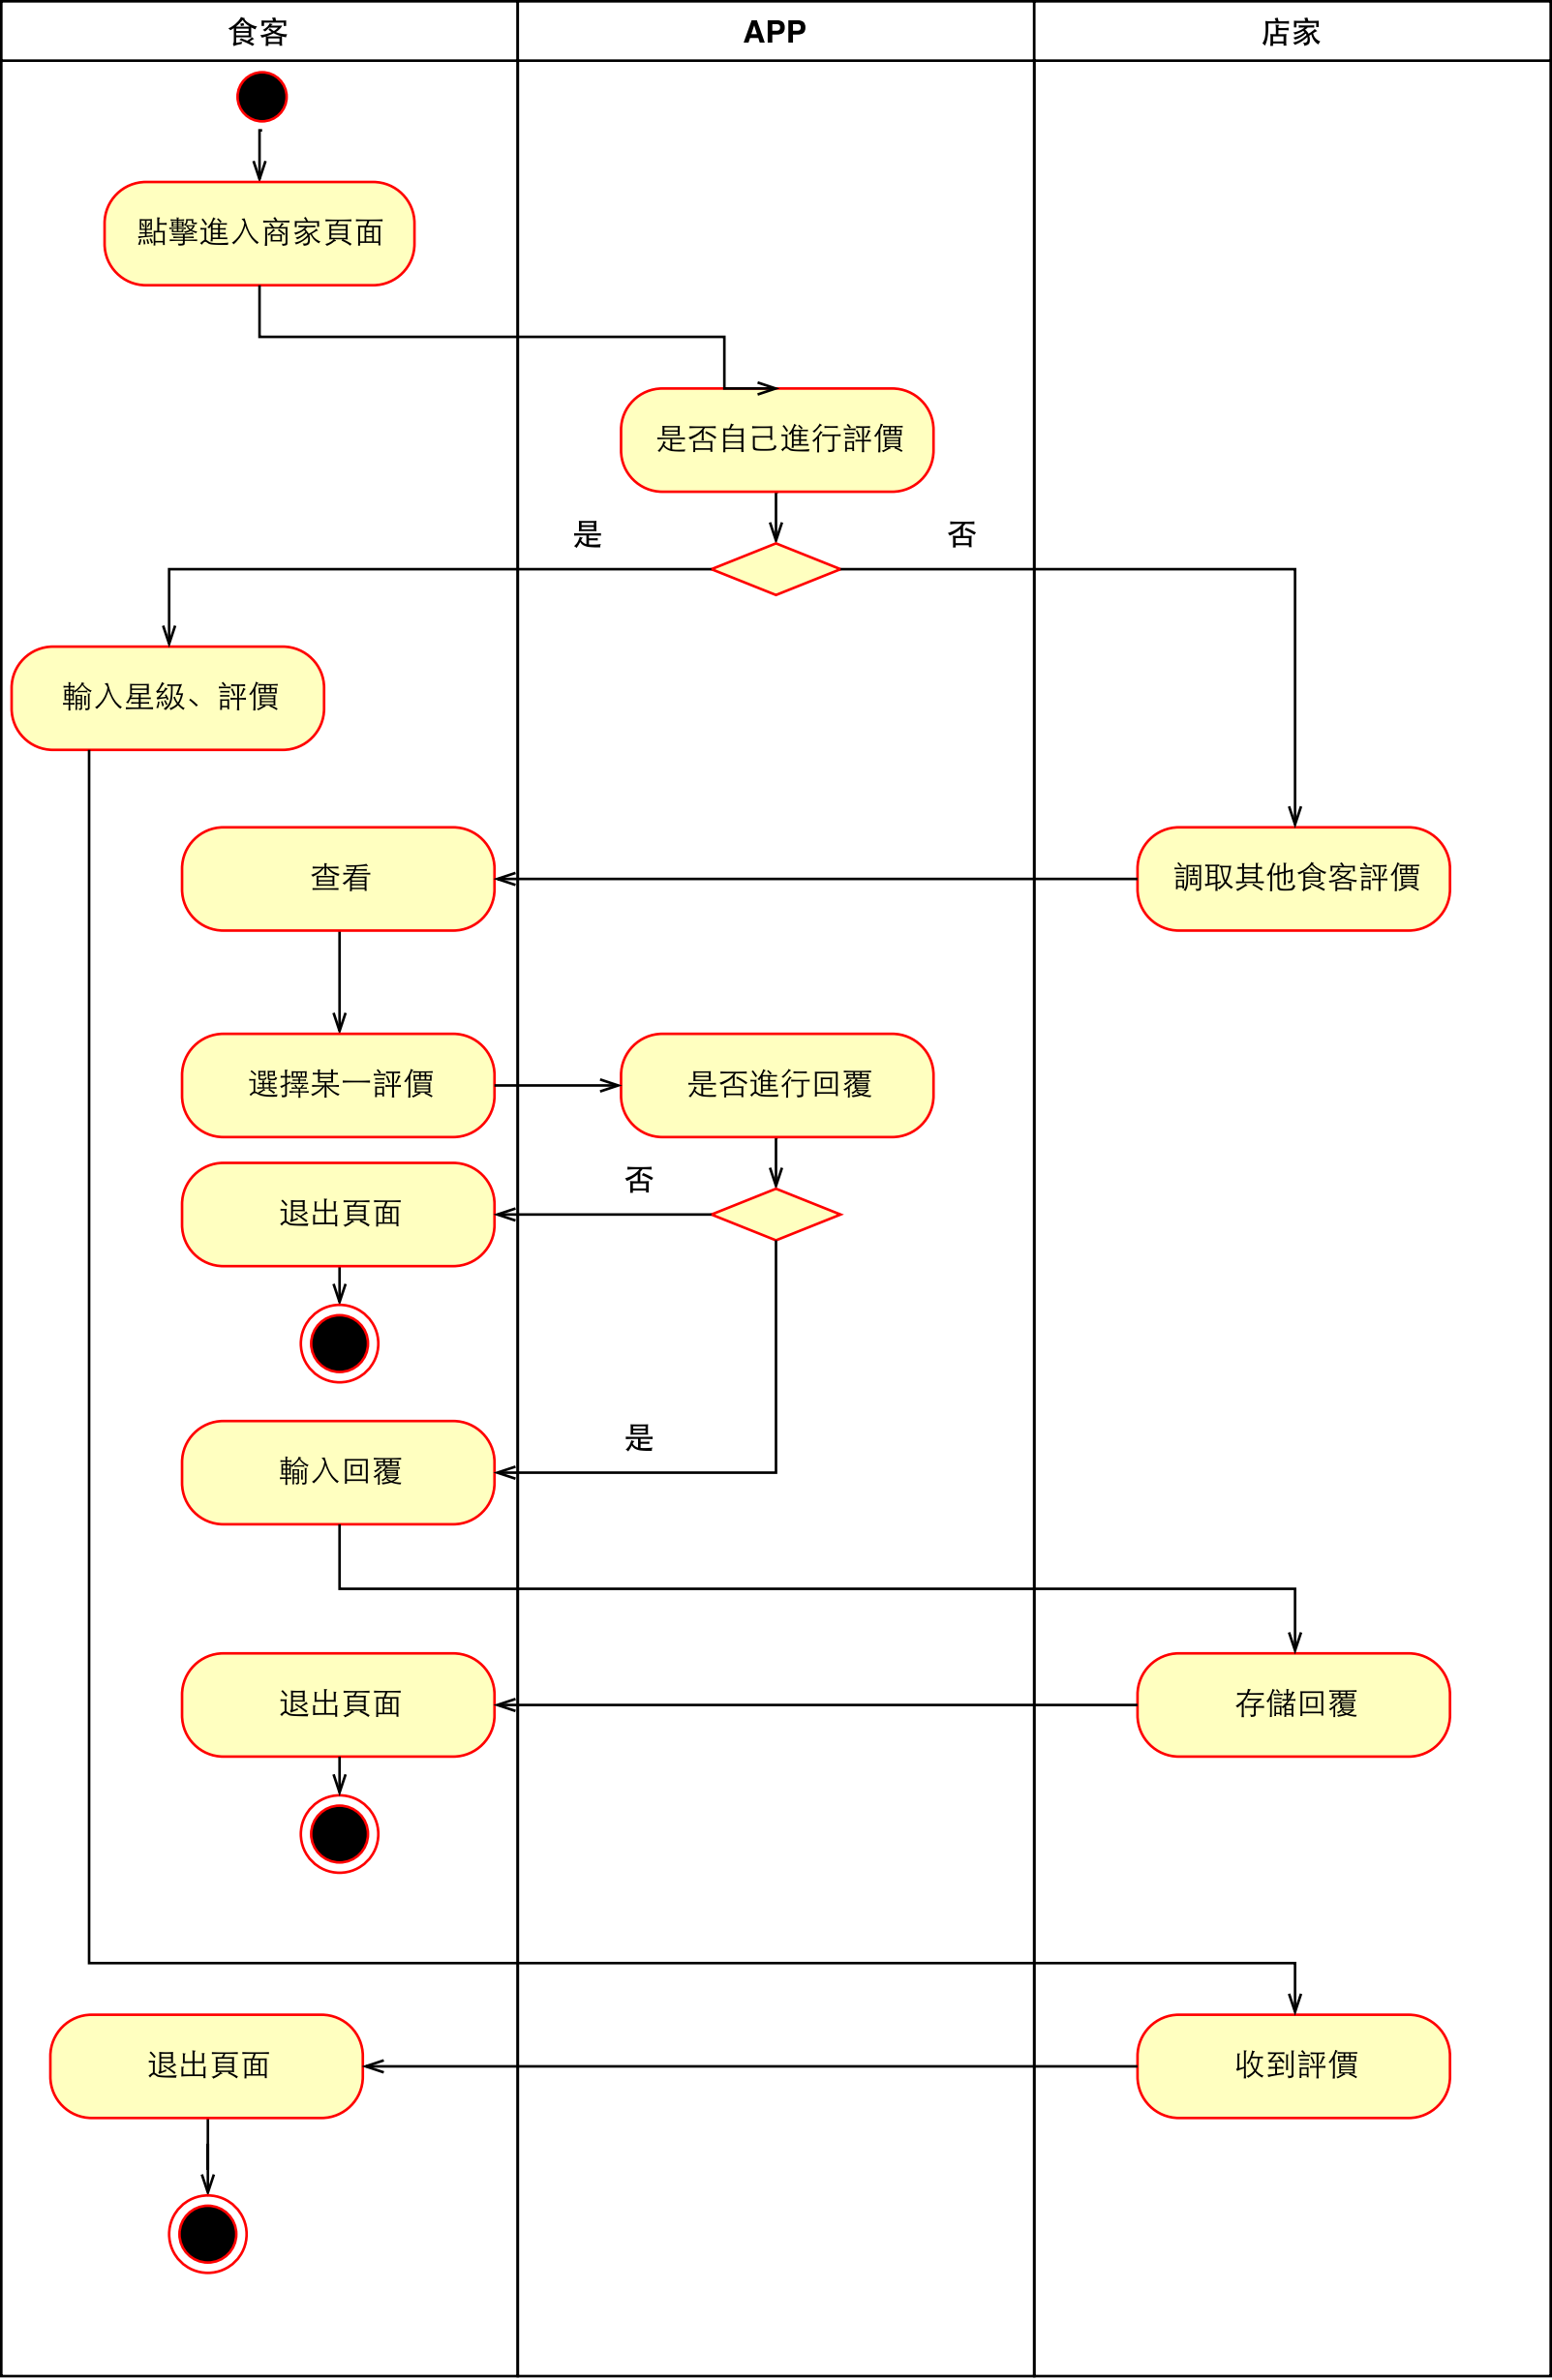 食客
APP
店家
點擊進入商家頁面
是否自己進行評價
是
否
輸入星級、評價
查看
調取其他食客評價
選擇某一評價
是否進行回覆
否
退出頁面
是
輸入回覆
退出頁面
存儲回覆
退出頁面
收到評價